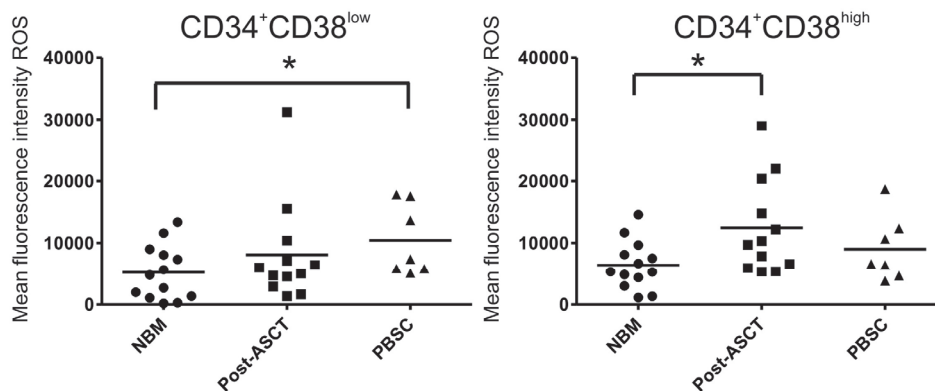 CD34+CD38low
Mean fluorescence intensity ROS
40000
30000
20000
10000
0
*
NBM
Post-ASCT
PBSC
CD34+CD38high
Mean fluorescence intensity ROS
40000
30000
20000
10000
0
*
NBM
Post-ASCT
PBSC